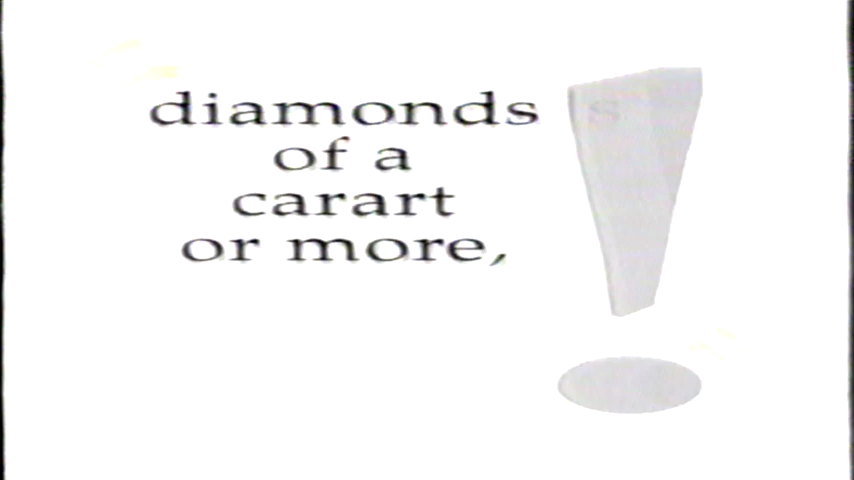 diamonds
of a
carart
or more,